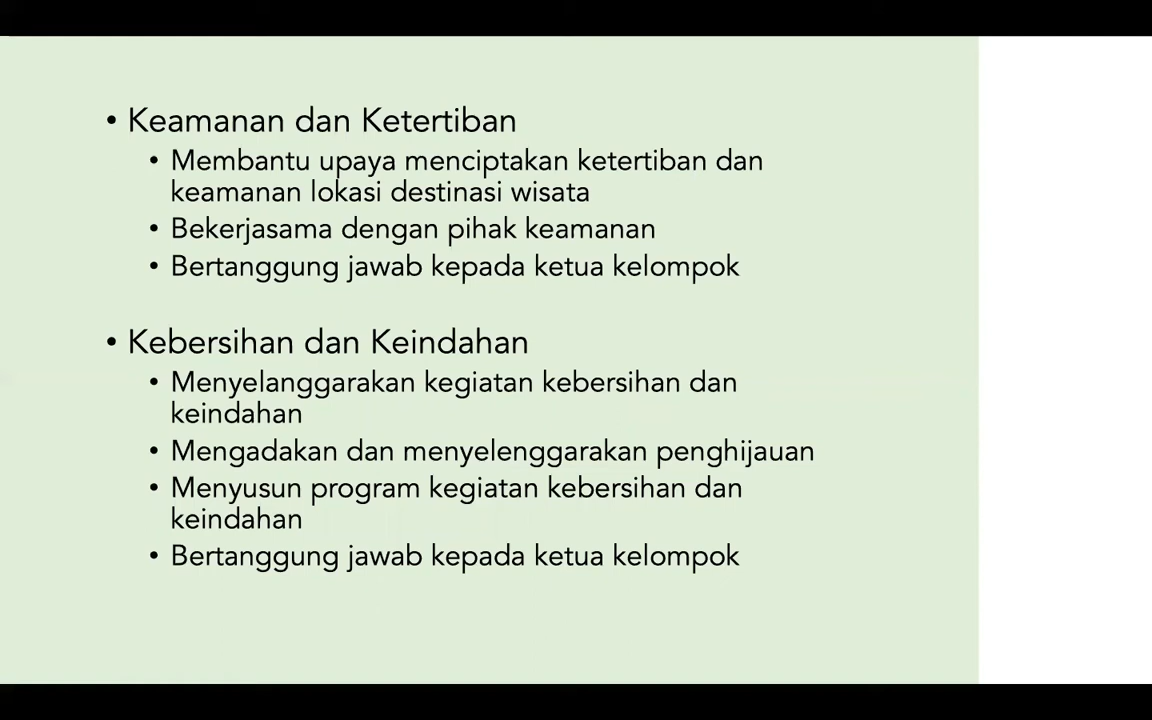 • Keamanan dan Ketertiban
• Membantu upaya menciptakan ketertiban dan
keamanan lokasi destinasi wisata
• Bekerjasama dengan pihak keamanan
• Bertanggung jawab kepada ketua kelompok
• Kebersihan dan Keindahan
• Menyelanggarakan kegiatan kebersihan dan
keindahan
• Mengadakan dan menyelenggarakan penghijauan
• Menyusun program kegiatan kebersihan dan
keindahan
• Bertanggung jawab kepada ketua kelompok